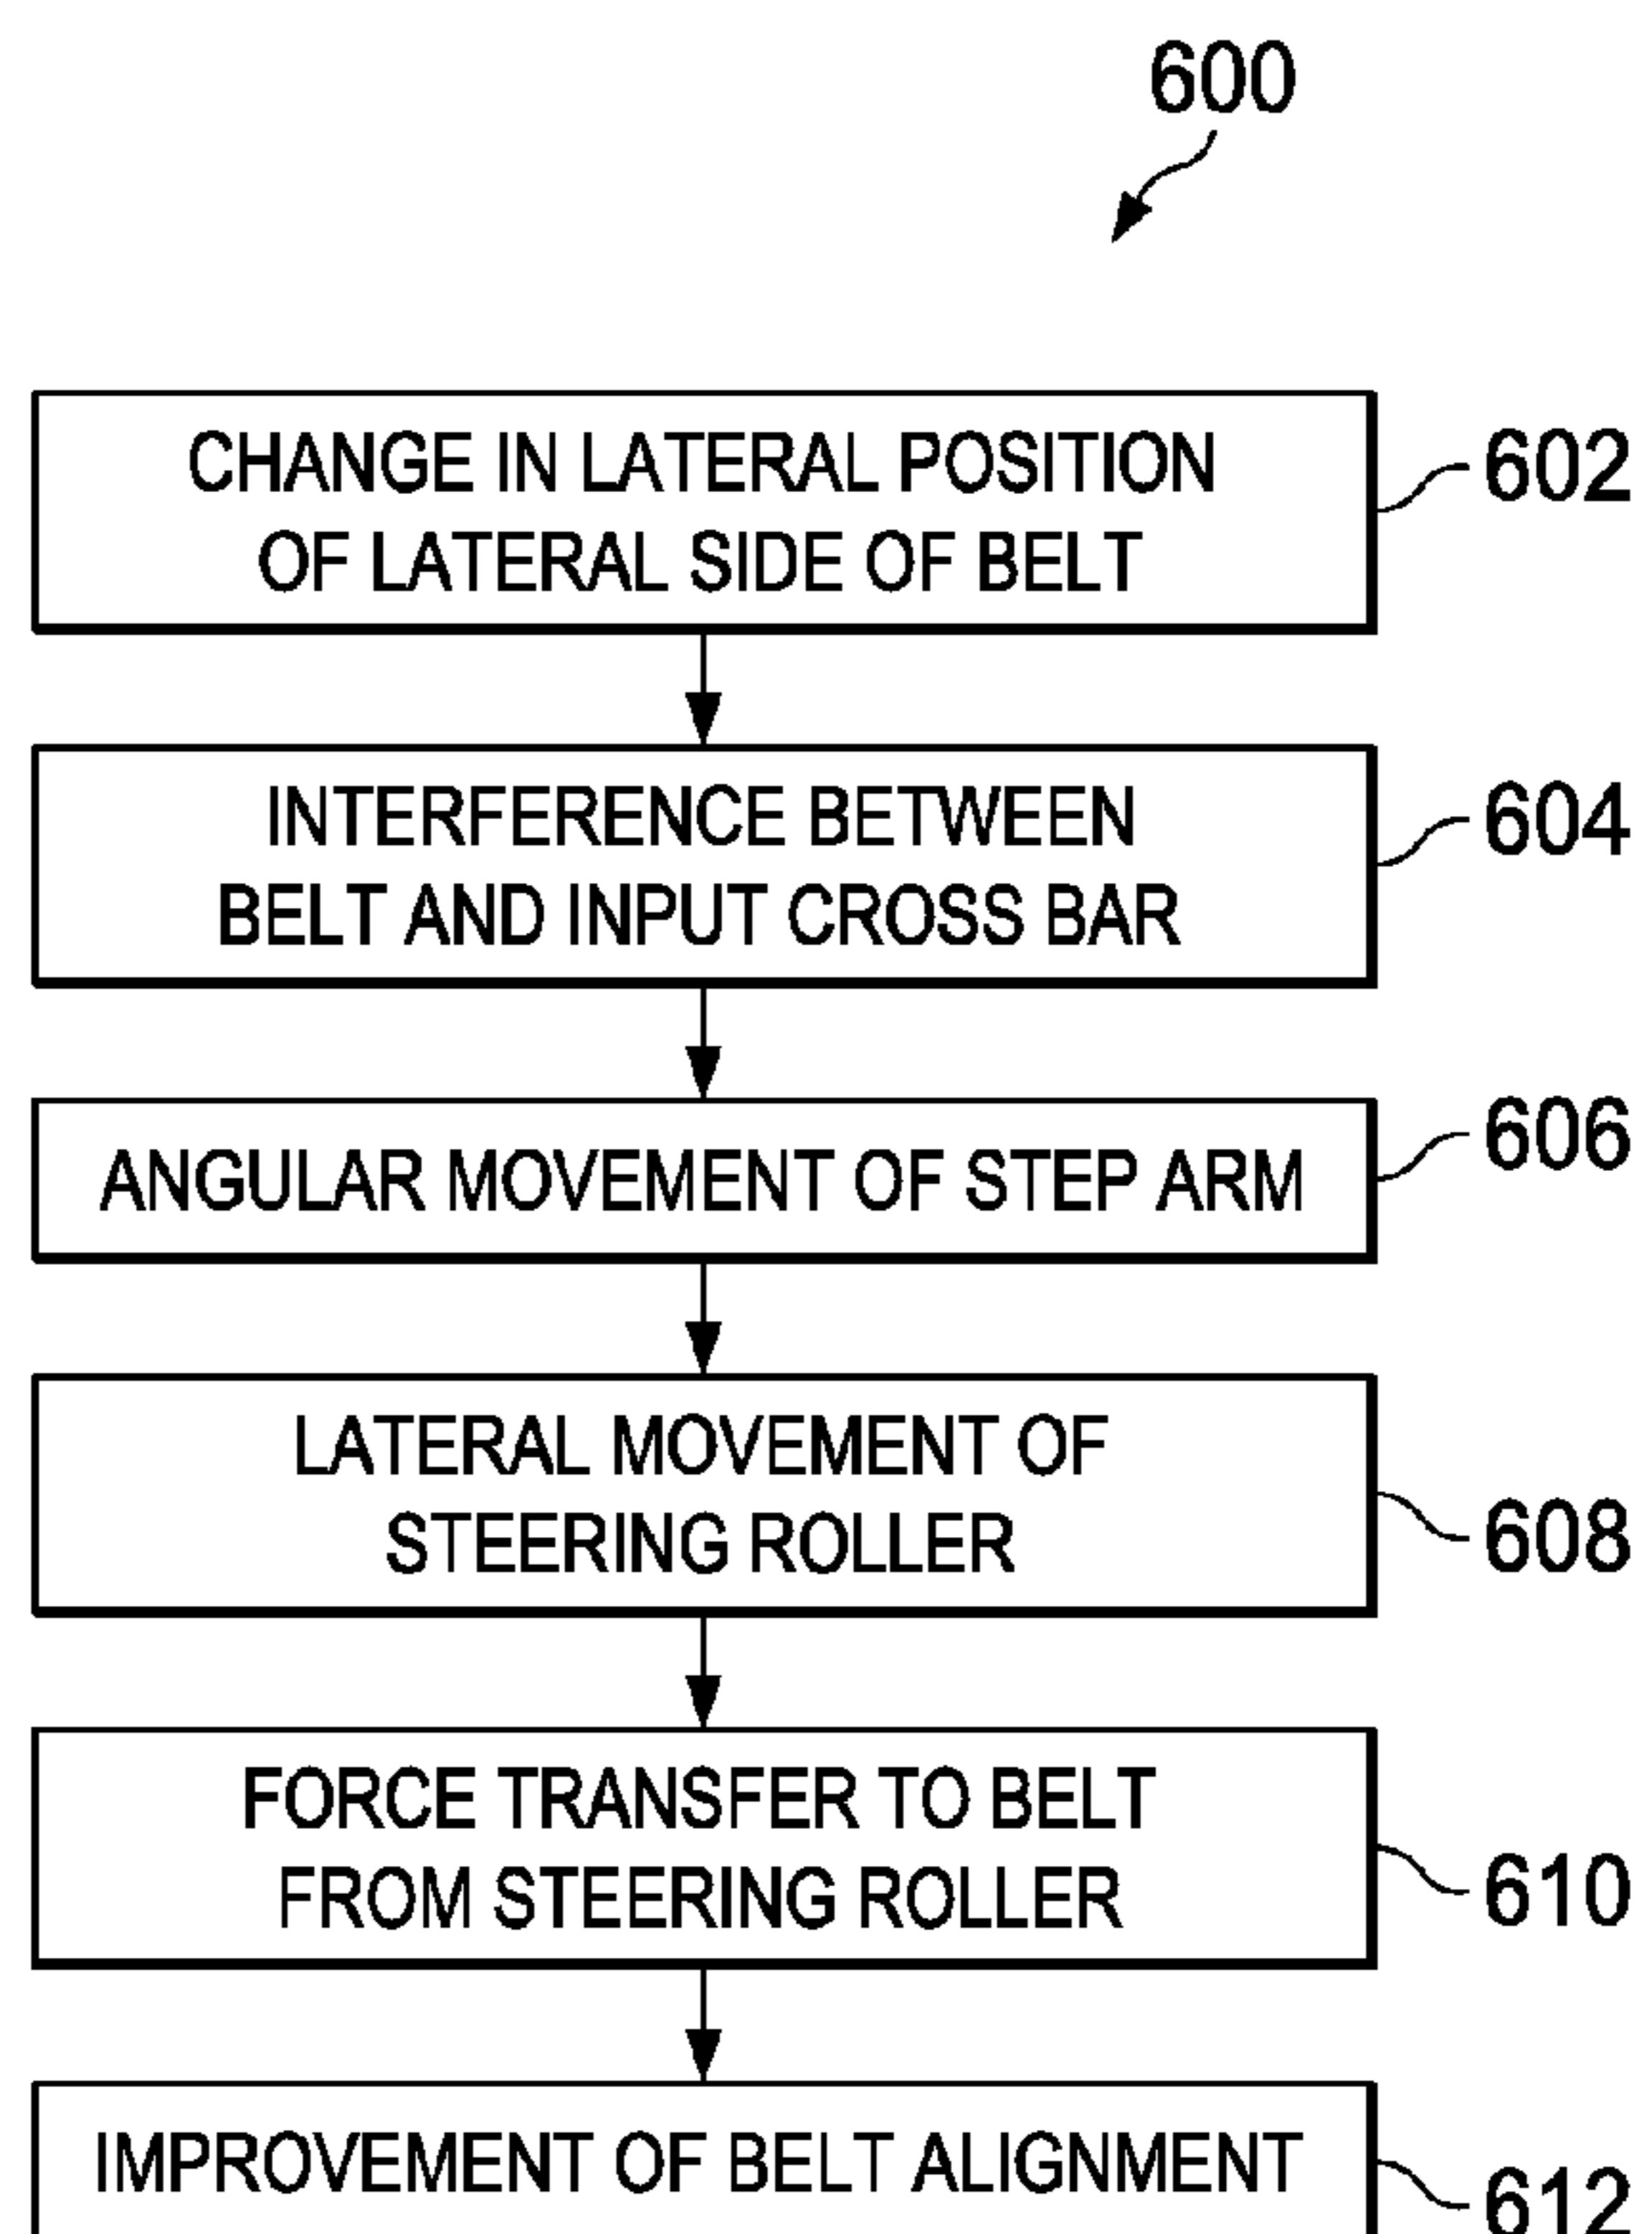 600
CHANGE IN LATERAL POSITION
OF LATERAL SIDE OF BELT
602
INTERFERENCE BETWEEN
BELT AND INPUT CROSS BAR
604
ANGULAR MOVEMENT OF STEP ARM
606
LATERAL MOVEMENT OF
STEERING ROLLER
608
FORCE TRANSFER TO BELT
FROM STEERING ROLLER
610
IMPROVEMENT OF BELT ALIGNMENT
612